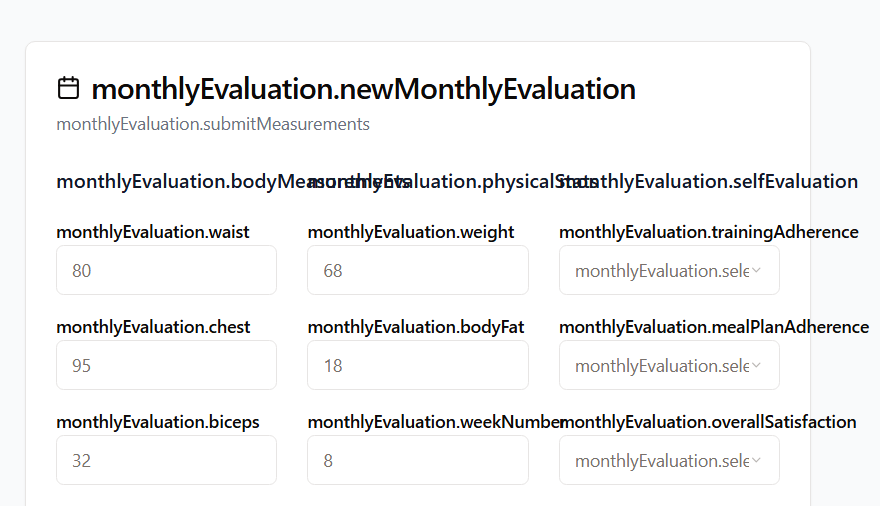 monthlyEvaluation.newMonthlyEvaluation
monthlyEvaluation.submitMeasurements
monthlyEvaluation.bodyMeasurements monthlyEvaluation.physicalStats monthlyEvaluation.selfEvaluation
monthlyEvaluation.waist monthlyEvaluation.weight monthlyEvaluation.trainingAdherence
80 68 monthlyEvaluation.sele
monthlyEvaluation.chest monthlyEvaluation.bodyFat monthlyEvaluation.mealPlanAdherence
95 18 monthlyEvaluation.sele
monthlyEvaluation.biceps monthlyEvaluation.weekNumber monthlyEvaluation.overallSatisfaction
32 8 monthlyEvaluation.sele